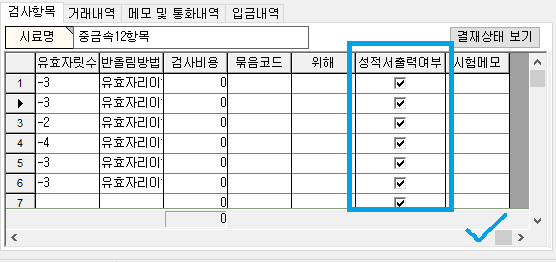 검사항목 거래내역 메모 및 통화내역 입금내역
시료명 중금속12항목 결재상태 보기
유효자릿수 반올림방법 검사비용 묶음코드 위해 성적서출력여부 시험메모
1 -3 유효자리이 0
-3 유효자리이 0
3 -2 유효자리이 0
4 -4 유효자리이 0
5 -3 유효자리이 0
6 -3 유효자리이 0
7 0
0